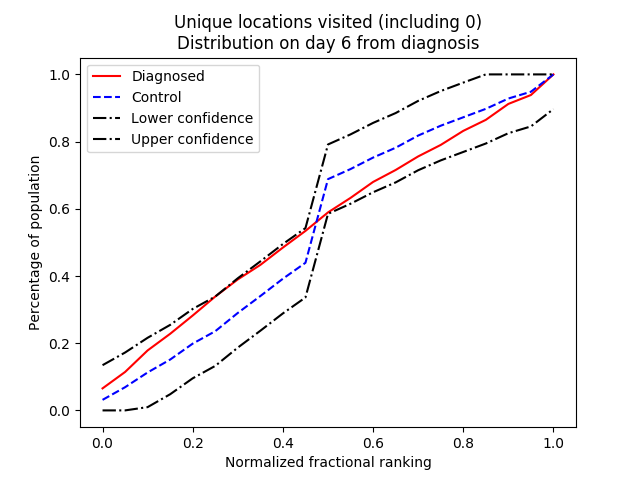 Unique locations visited (including 0)
Distribution on day 6 from diagnosis
Diagnosed
Control
Lower confidence
Upper confidence
Percentage of population
1.0
0.8
0.6
0.4
0.2
0.0
0.0 0.2 0.4 0.6 0.8 1.0
Normalized fractional ranking